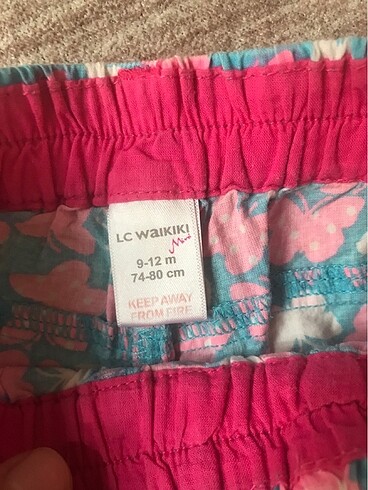 LC WAIKIKI
Mini
9-12 m
74-80 cm
KEEP AWAY
FROM FIRE